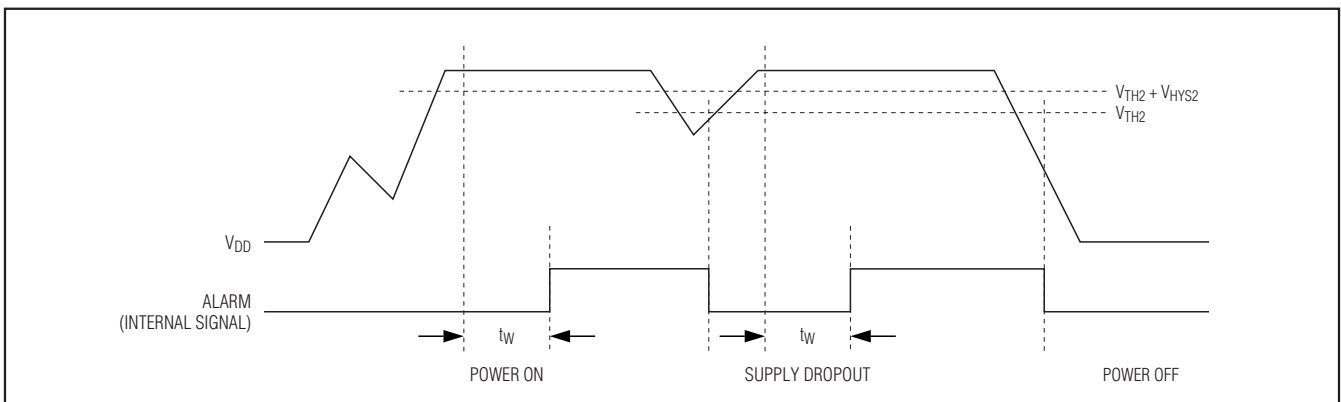 VTH2 + VHYS2
VTH2
VDD
ALARM
(INTERNAL SIGNAL)
tW
tW
POWER ON
SUPPLY DROPOUT
POWER OFF